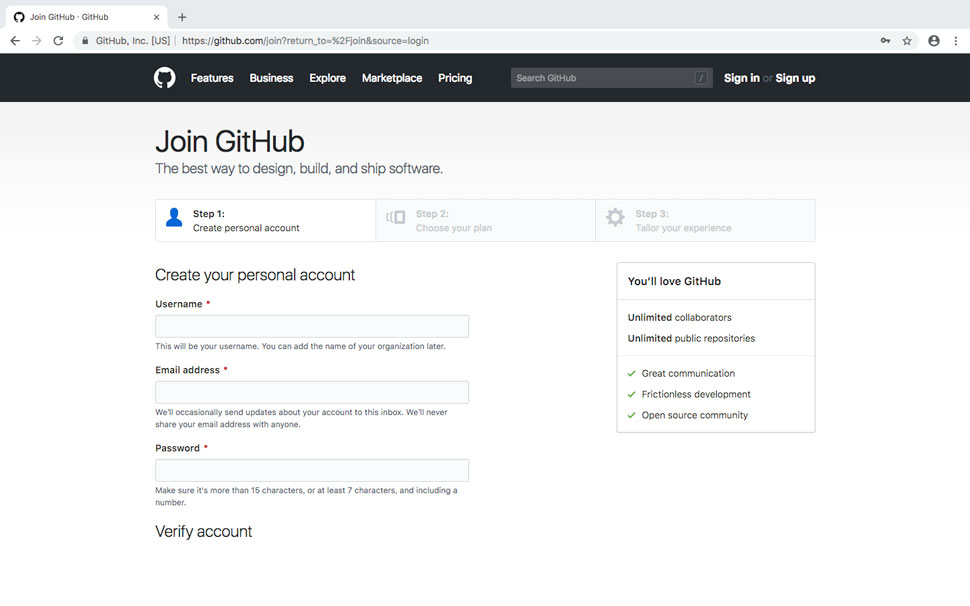 Join GitHub · GitHub
GitHub, Inc. [US] https://github.com/join?return_to=%2Fjoin&source=login
Features Business Explore Marketplace Pricing Search GitHub / Sign in or Sign up
Join GitHub
The best way to design, build, and ship software.
Step 1:
Create personal account
Step 2:
Choose your plan
Step 3:
Tailor your experience
Create your personal account
Username *
This will be your username. You can add the name of your organization later.
Email address *
We'll occasionally send updates about your account to this inbox. We'll never
share your email address with anyone.
Password *
Make sure it's more than 15 characters, or at least 7 characters, and including a
number.
Verify account
You'll love GitHub
Unlimited collaborators
Unlimited public repositories
Great communication
Frictionless development
Open source community